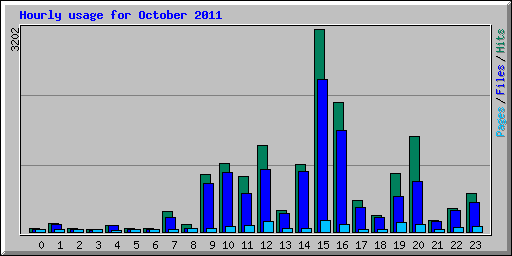 Hourly usage for October 2011
3202
Pages/Files/Hits
0 1 2 3 4 5 6 7 8 9 10 11 12 13 14 15 16 17 18 19 20 21 22 23